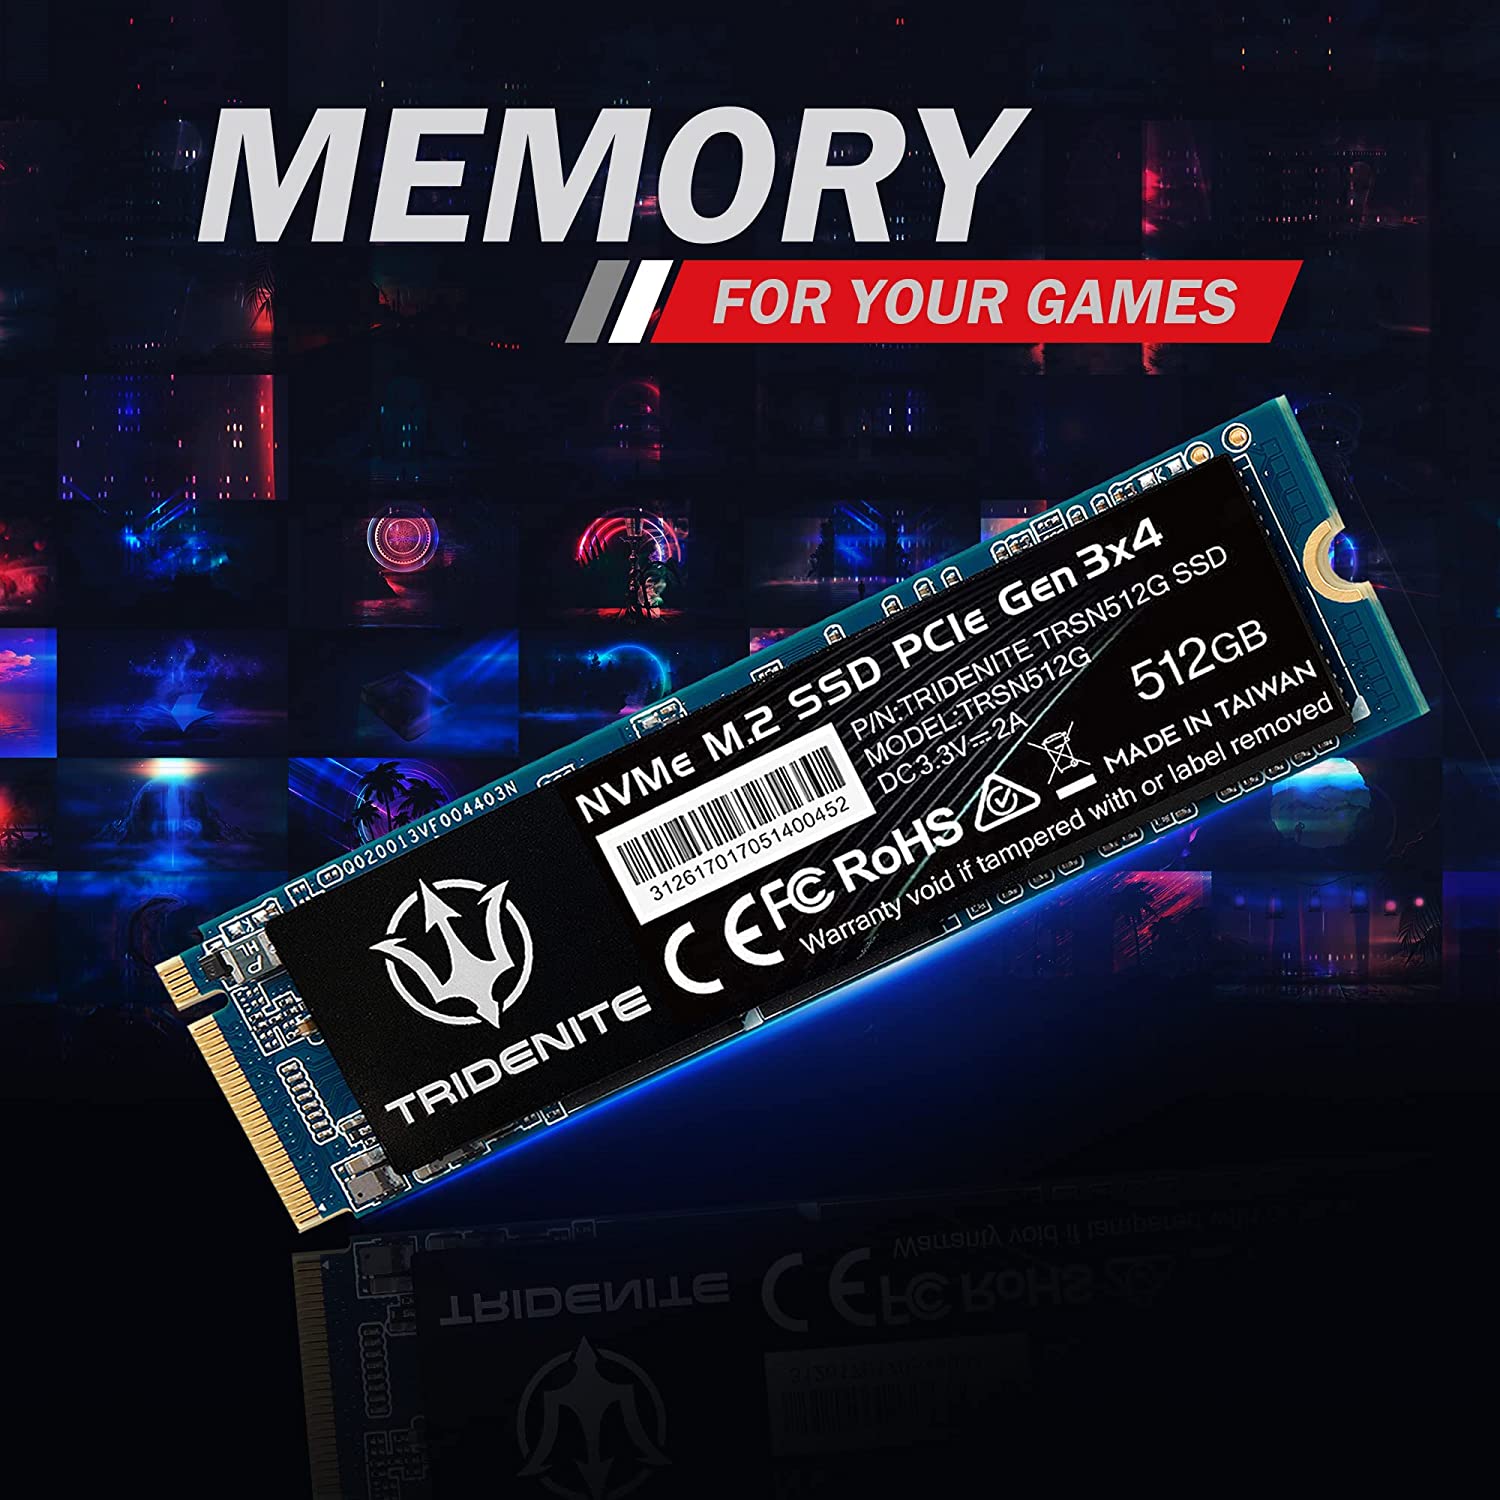 MEMORY
FOR YOUR GAMES
NVMe M.2 SSD PCIe Gen 3x4
P/N:TRIDENITE TRSN512G SSD
MODEL:TRSN512G
DC 3.3V⎓2A
512GB
312617017051400452
CE FC RoHS
MADE IN TAIWAN
Warranty void if tampered with or label removed
TRIDENITE